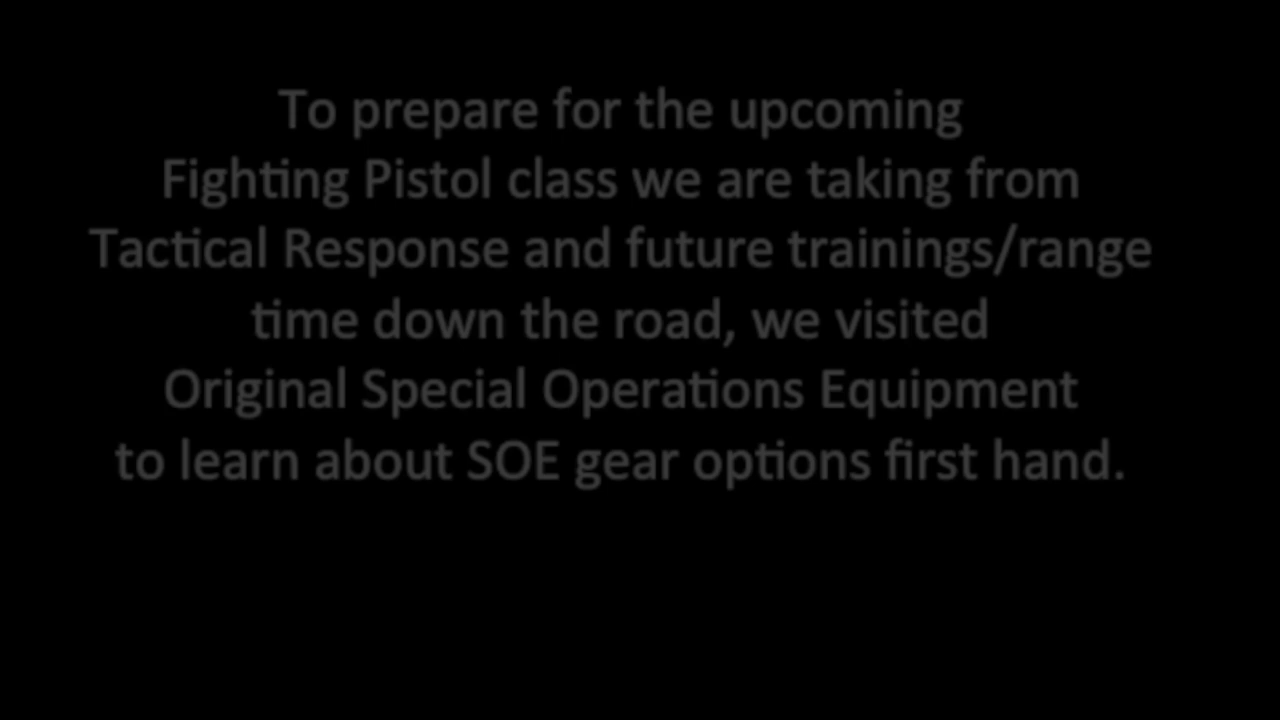 To prepare for the upcoming
Fighting Pistol class we are taking from
Tactical Response and future trainings/range
time down the road, we visited
Original Special Operations Equipment
to learn about SOE gear options first hand.